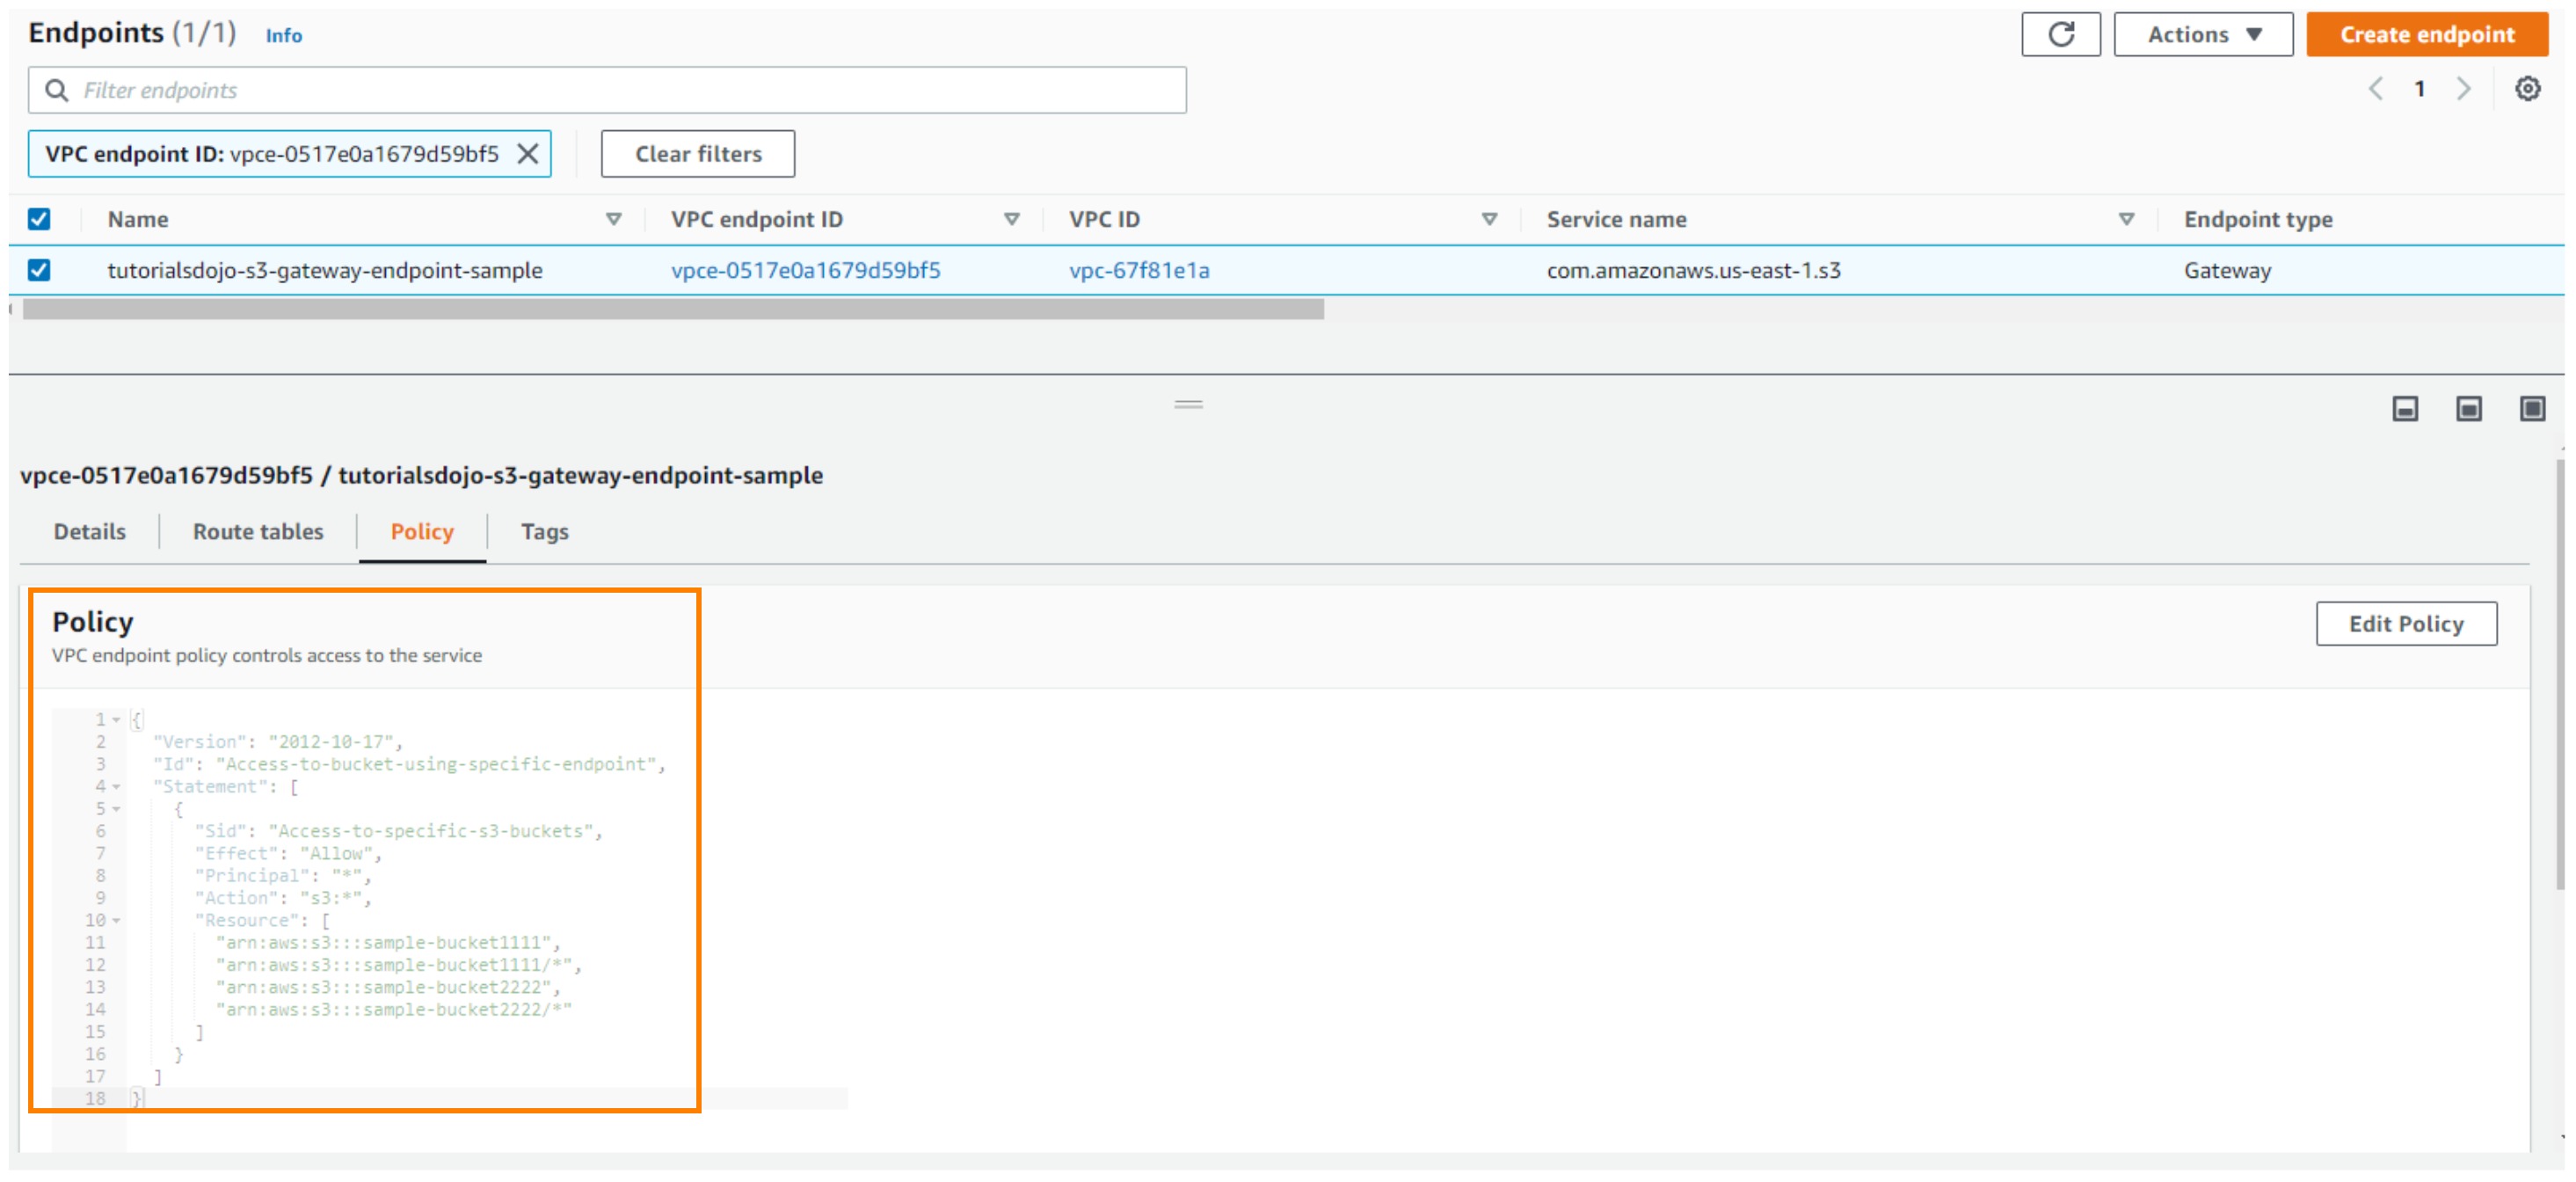 Endpoints (1/1) Info Actions Create endpoint
Filter endpoints 1
VPC endpoint ID: vpce-0517e0a1679d59bf5 Clear filters
Name VPC endpoint ID VPC ID Service name Endpoint type
tutorialsdojo-s3-gateway-endpoint-sample vpce-0517e0a1679d59bf5 vpc-67f81e1a com.amazonaws.us-east-1.s3 Gateway
vpce-0517e0a1679d59bf5 / tutorialsdojo-s3-gateway-endpoint-sample
Details Route tables Policy Tags
Policy Edit Policy
VPC endpoint policy controls access to the service
1 {
2 "Version": "2012-10-17",
3 "Id": "Access-to-bucket-using-specific-endpoint",
4 "Statement": [
5 {
6 "Sid": "Access-to-specific-s3-buckets",
7 "Effect": "Allow",
8 "Principal": "*",
9 "Action": "s3:*",
10 "Resource": [
11 "arn:aws:s3:::sample-bucket1111",
12 "arn:aws:s3:::sample-bucket1111/*",
13 "arn:aws:s3:::sample-bucket2222",
14 "arn:aws:s3:::sample-bucket2222/*"
15 ]
16 }
17 ]
18 }